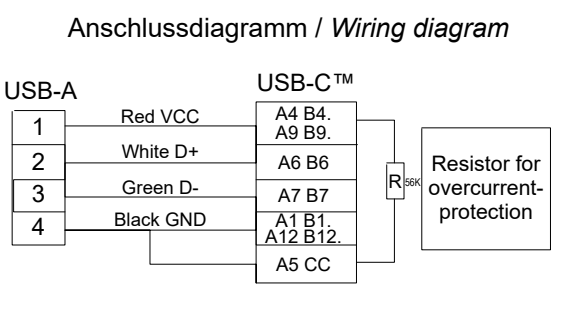 Anschlussdiagramm / Wiring diagram
USB-A
USB-C™
1
Red VCC
A4 B4.
A9 B9.
2
White D+
A6 B6
3
Green D-
A7 B7
4
Black GND
A1 B1.
A12 B12.
A5 CC
R
56K
Resistor for
overcurrent-
protection